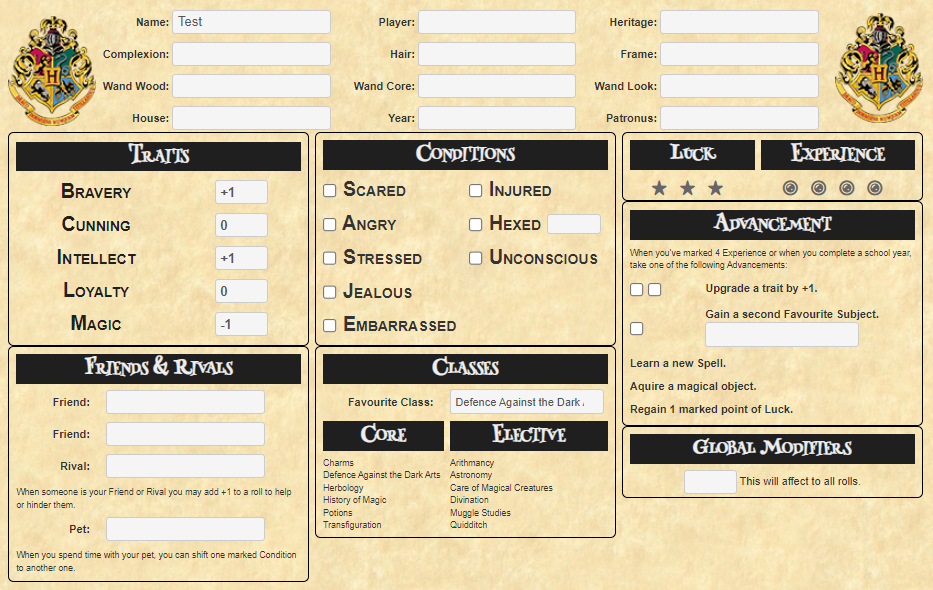 Name: Test Player: Heritage:
Complexion: Hair: Frame:
Wand Wood: Wand Core: Wand Look:
House: Year: Patronus:
Traits
Bravery +1
Cunning 0
Intellect +1
Loyalty 0
Magic -1
Conditions
Scared Injured
Angry Hexed
Stressed Unconscious
Jealous
Embarrassed
Luck Experience
Advancement
When you've marked 4 Experience or when you complete a school year,
take one of the following Advancements:
Upgrade a trait by +1.
Gain a second Favourite Subject.
Learn a new Spell.
Aquire a magical object.
Regain 1 marked point of Luck.
Friends & Rivals
Friend:
Friend:
Rival:
When someone is your Friend or Rival you may add +1 to a roll to help
or hinder them.
Pet:
When you spend time with your pet, you can shift one marked Condition
to another one.
Classes
Favourite Class: Defence Against the Dark
Core Elective
Charms Arithmancy
Defence Against the Dark Arts Astronomy
Herbology Care of Magical Creatures
History of Magic Divination
Potions Muggle Studies
Transfiguration Quidditch
Global Modifiers
This will affect to all rolls.